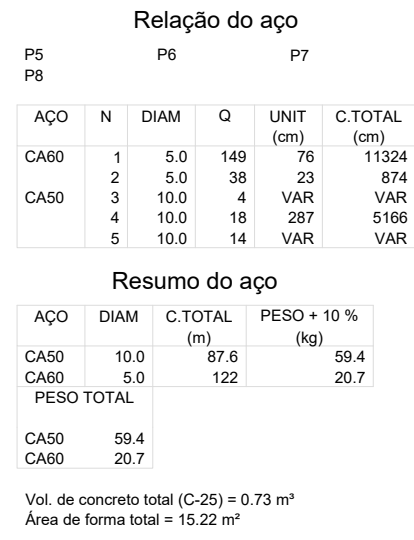 Relação do aço
P5 P6 P7
P8
AÇO N DIAM Q UNIT C.TOTAL
(cm) (cm)
CA60 1 5.0 149 76 11324
2 5.0 38 23 874
CA50 3 10.0 4 VAR VAR
4 10.0 18 287 5166
5 10.0 14 VAR VAR
Resumo do aço
AÇO DIAM C.TOTAL PESO + 10 %
(m) (kg)
CA50 10.0 87.6 59.4
CA60 5.0 122 20.7
PESO TOTAL
CA50 59.4
CA60 20.7
Vol. de concreto total (C-25) = 0.73 m³
Área de forma total = 15.22 m²